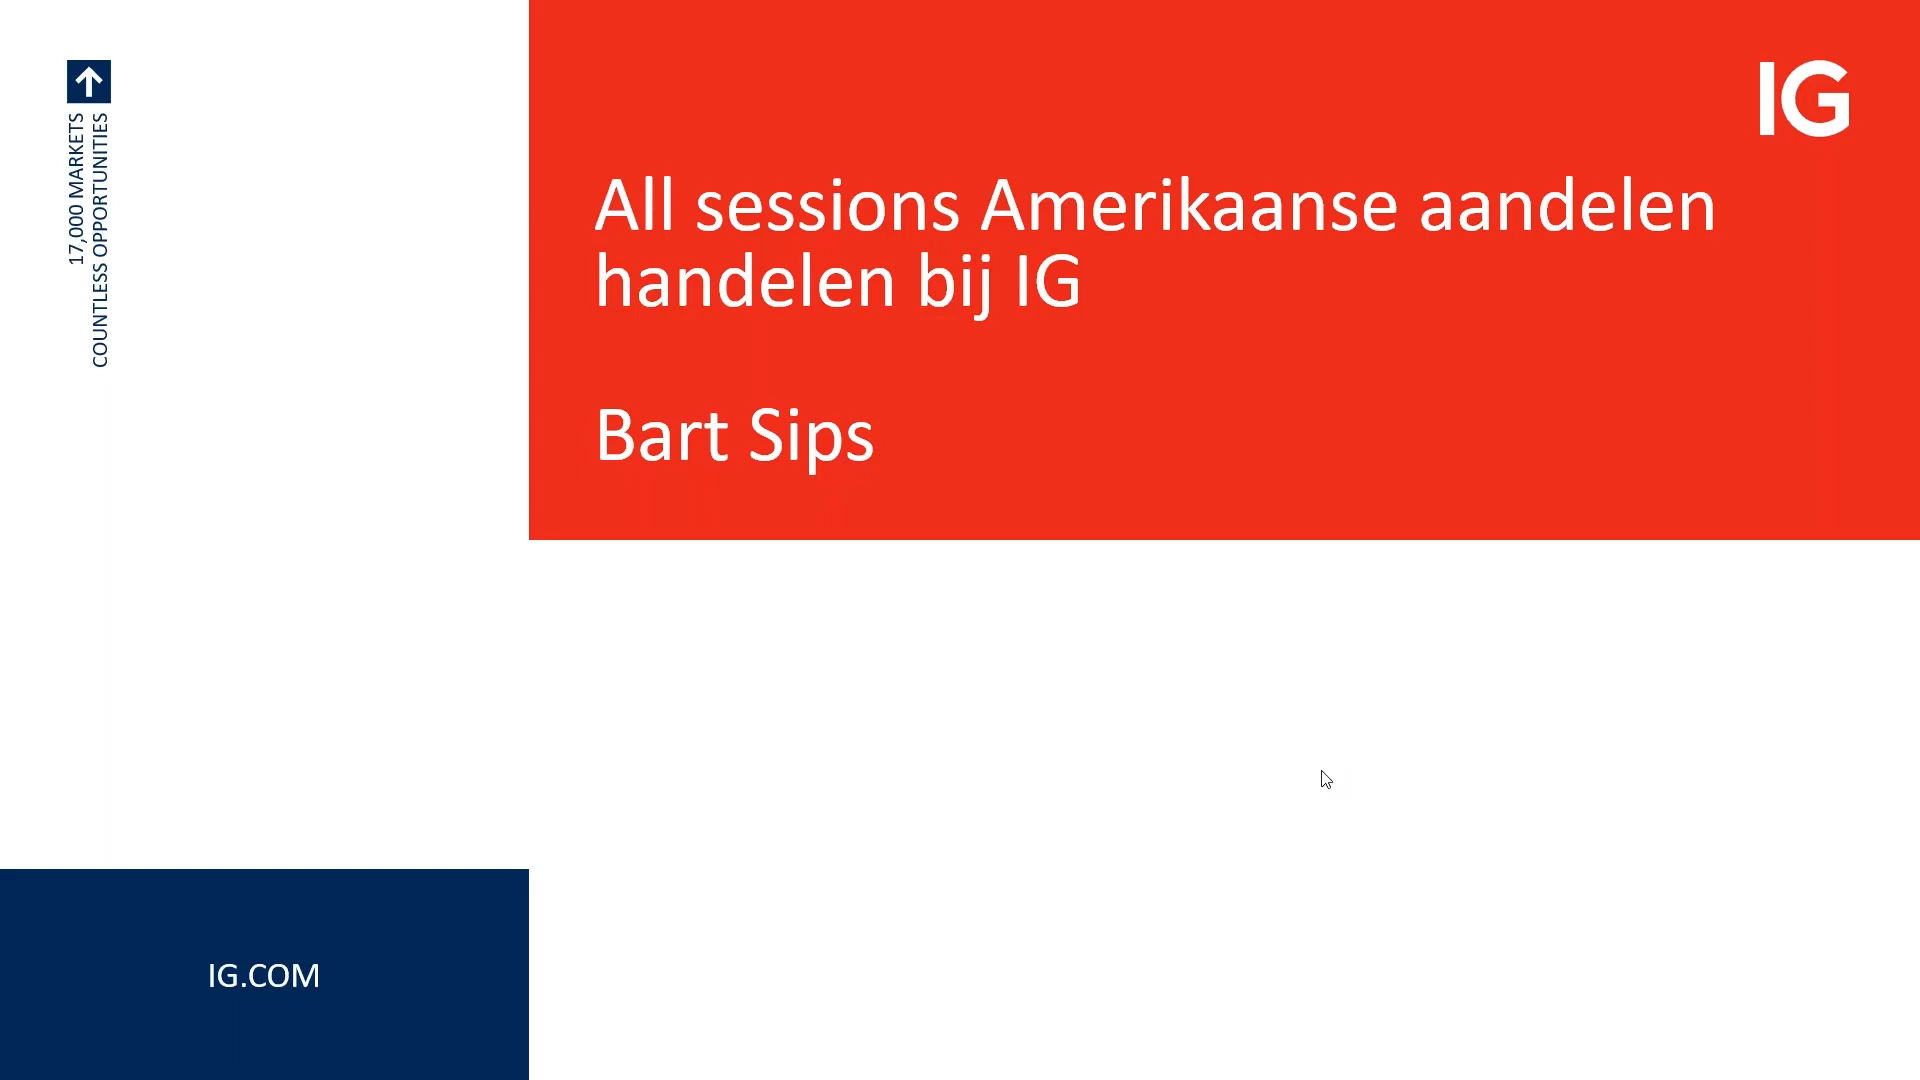 17,000 MARKETS
COUNTLESS OPPORTUNITIES
IG
All sessions Amerikaanse aandelen
handelen bij IG
Bart Sips
IG.COM